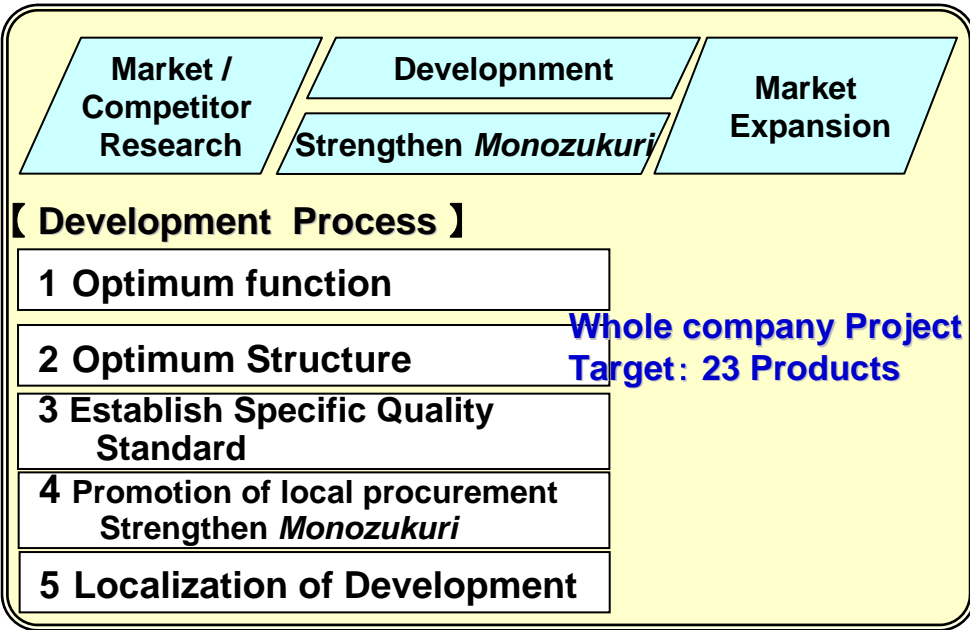 Market /
Competitor
Research
Developnment
Strengthen Monozukuri
Market
Expansion
【 Development Process 】
1 Optimum function
2 Optimum Structure
3 Establish Specific Quality
Standard
4 Promotion of local procurement
Strengthen Monozukuri
5 Localization of Development
Whole company Project
Target：23 Products